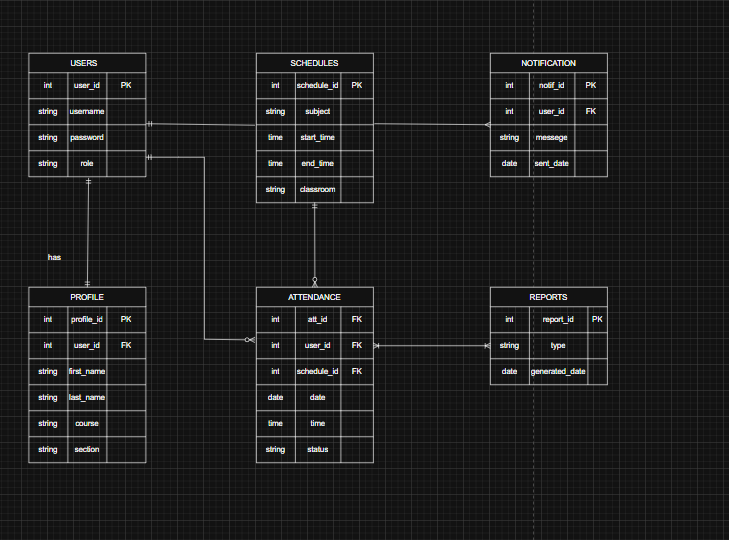 USERS
int user_id PK
string username
string password
string role
SCHEDULES
int schedule_id PK
string subject
time start_time
time end_time
string classroom
NOTIFICATION
int notif_id PK
int user_id FK
string messege
date sent_date
has
PROFILE
int profile_id PK
int user_id FK
string first_name
string last_name
string course
string section
ATTENDANCE
int att_id FK
int user_id FK
int schedule_id FK
date date
time time
string status
REPORTS
int report_id PK
string type
date generated_date